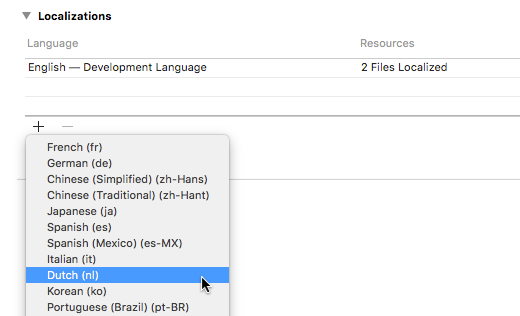 Localizations
Language Resources
English — Development Language 2 Files Localized
French (fr)
German (de)
Chinese (Simplified) (zh-Hans)
Chinese (Traditional) (zh-Hant)
Japanese (ja)
Spanish (es)
Spanish (Mexico) (es-MX)
Italian (it)
Dutch (nl)
Korean (ko)
Portuguese (Brazil) (pt-BR)